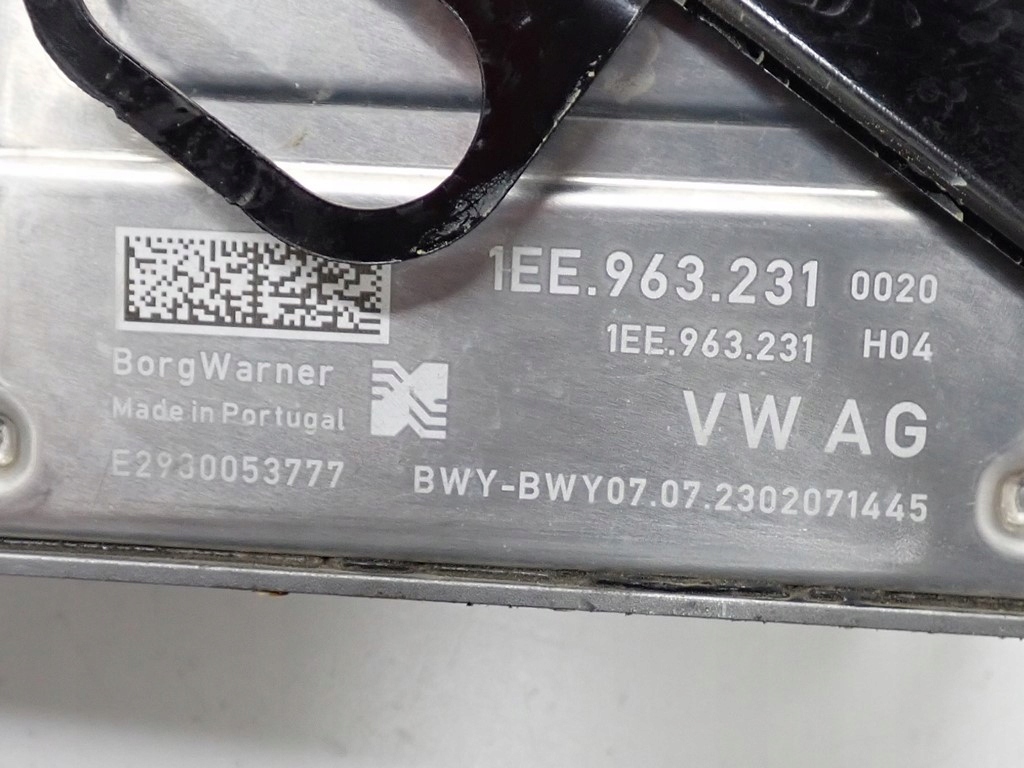 1EE.963.231 0020
1EE.963.231 H04
BorgWarner
Made in Portugal
VW AG
E2930053777
BWY-BWY07.07.2302071445